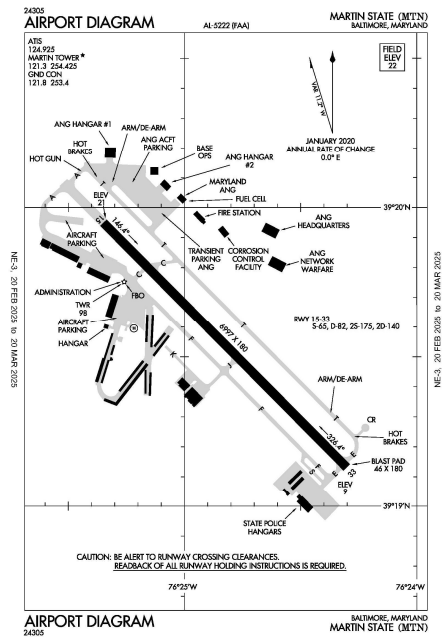 24305
AIRPORT DIAGRAM
AL-5222 (FAA)
MARTIN STATE (MTN)
BALTIMORE, MARYLAND
ATIS
124.925
MARTIN TOWER*
121.3 254.425
GND CON
121.8 253.4
FIELD
ELEV
22
VAR 11.2° W
JANUARY 2020
ANNUAL RATE OF CHANGE
0.0° E
ANG HANGAR #1
ARM/DE-ARM
HOT
BRAKES
ANG ACFT
PARKING
BASE
OPS
HOT GUN
ANG HANGAR
#2
MARYLAND
ANG
FUEL CELL
FIRE STATION
39°20'N
A
A
T
ELEV
21
15
146.4°
ANG
HEADQUARTERS
AIRCRAFT
PARKING
T
C
C
TRANSIENT
PARKING
ANG
CORROSION
CONTROL
FACILITY
ANG
NETWORK
WARFARE
ADMINISTRATION
TWR
98
FBO
AIRCRAFT
PARKING
HANGAR
H
T
RWY 15-33
S-65, D-82, 2S-175, 2D-140
6997 X 180
F
K
F
ARM/DE-ARM
T
CR
326.4°
HOT
BRAKES
E
33
BLAST PAD
46 X 180
F
S
E
ELEV
9
39°19'N
STATE POLICE
HANGARS
CAUTION: BE ALERT TO RUNWAY CROSSING CLEARANCES.
READBACK OF ALL RUNWAY HOLDING INSTRUCTIONS IS REQUIRED.
76°25'W
76°24'W
NE-3, 20 FEB 2025 to 20 MAR 2025
NE-3, 20 FEB 2025 to 20 MAR 2025
AIRPORT DIAGRAM
24305
BALTIMORE, MARYLAND
MARTIN STATE (MTN)